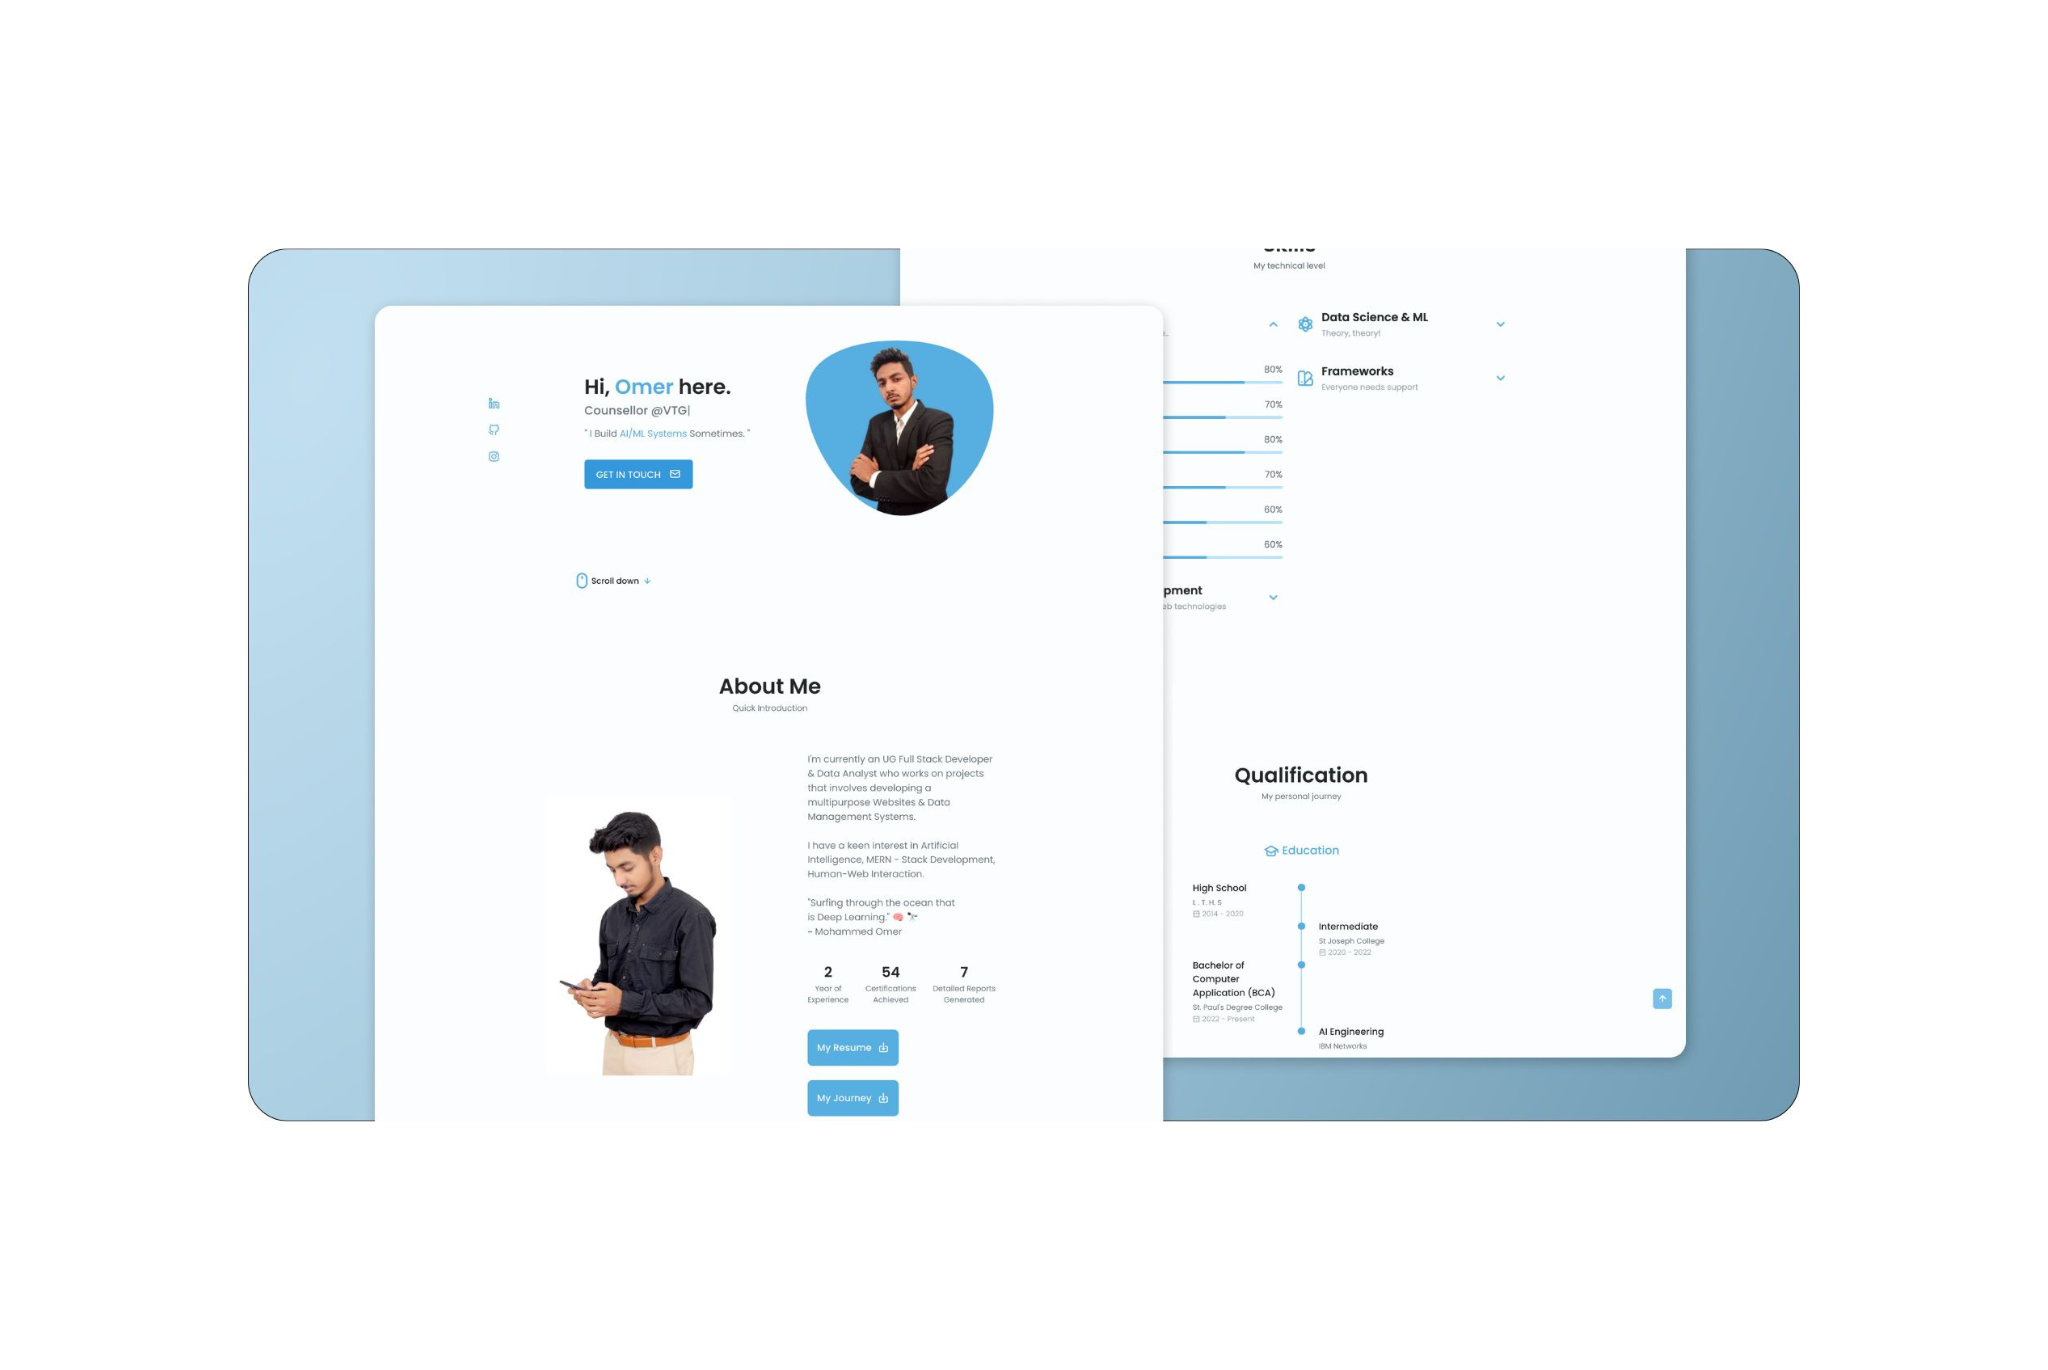 Hi, Omer here.
Counsellor @VTG|
" I Build AI/ML Systems Sometimes. "
GET IN TOUCH
Scroll down
About Me
Quick Introduction
I'm currently an UG Full Stack Developer
& Data Analyst who works on projects
that involves developing a
multipurpose Websites & Data
Management Systems.
I have a keen interest in Artificial
Intelligence, MERN - Stack Development,
Human-Web Interaction.
"Surfing through the ocean that
is Deep Learning." 🧠 🔭
~ Mohammed Omer
2
Year of
Experience
54
Certifications
Achieved
7
Detailed Reports
Generated
My Resume
My Journey
Skills
My technical level
80%
70%
80%
70%
60%
60%
pment
technologies
Data Science & ML
Theory, theory!
Frameworks
Everyone needs support
Qualification
My personal journey
Education
High School
L . T. H. S
2014 - 2020
Intermediate
St Joseph College
2020 - 2022
Bachelor of
Computer
Application (BCA)
St. Paul's Degree College
2022 - Present
AI Engineering
IBM Networks